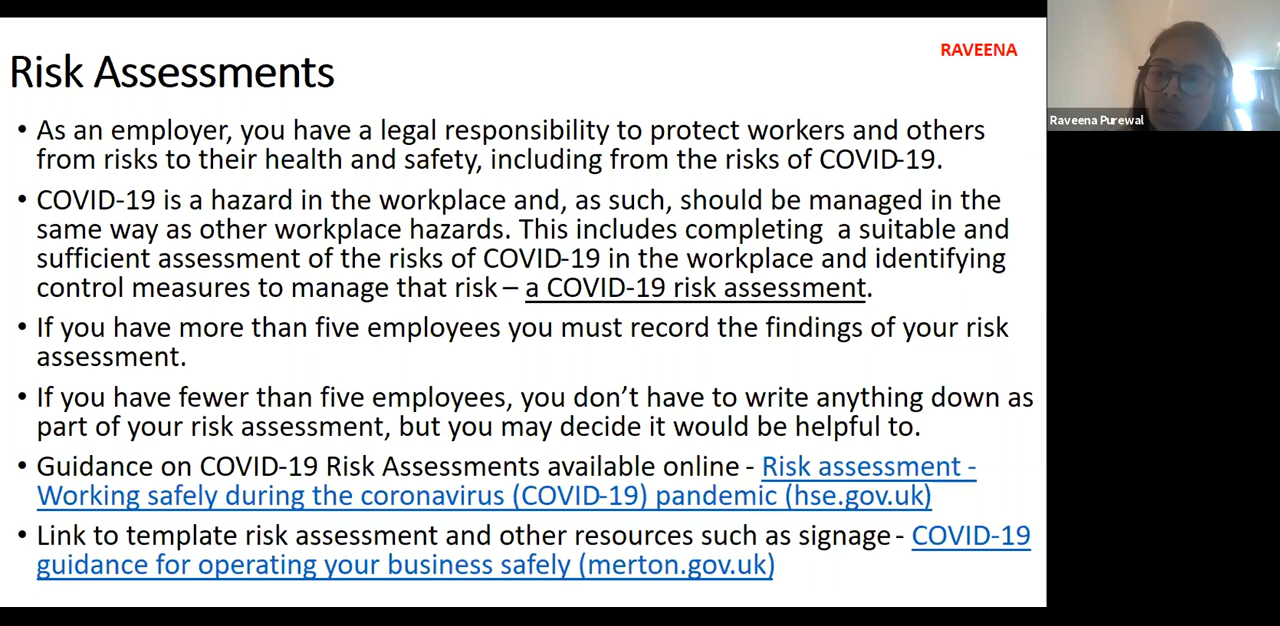 RAVEENA
Risk Assessments
• As an employer, you have a legal responsibility to protect workers and others
from risks to their health and safety, including from the risks of COVID-19.
• COVID-19 is a hazard in the workplace and, as such, should be managed in the
same way as other workplace hazards. This includes completing  a suitable and
sufficient assessment of the risks of COVID-19 in the workplace and identifying
control measures to manage that risk – a COVID-19 risk assessment.
• If you have more than five employees you must record the findings of your risk
assessment.
• If you have fewer than five employees, you don’t have to write anything down as
part of your risk assessment, but you may decide it would be helpful to.
• Guidance on COVID-19 Risk Assessments available online - Risk assessment -
Working safely during the coronavirus (COVID-19) pandemic (hse.gov.uk)
• Link to template risk assessment and other resources such as signage - COVID-19
guidance for operating your business safely (merton.gov.uk)
Raveena Purewal